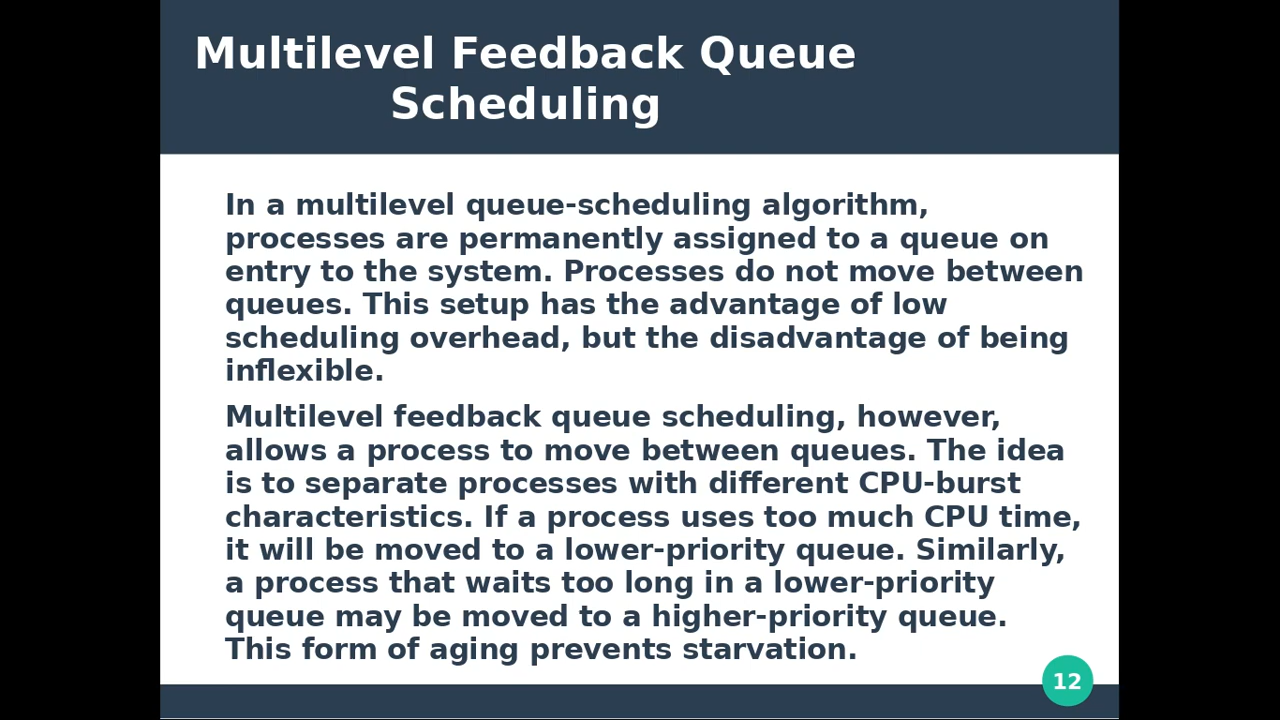 Multilevel Feedback Queue
Scheduling
In a multilevel queue-scheduling algorithm,
processes are permanently assigned to a queue on
entry to the system. Processes do not move between
queues. This setup has the advantage of low
scheduling overhead, but the disadvantage of being
inflexible.
Multilevel feedback queue scheduling, however,
allows a process to move between queues. The idea
is to separate processes with different CPU-burst
characteristics. If a process uses too much CPU time,
it will be moved to a lower-priority queue. Similarly,
a process that waits too long in a lower-priority
queue may be moved to a higher-priority queue.
This form of aging prevents starvation.
12